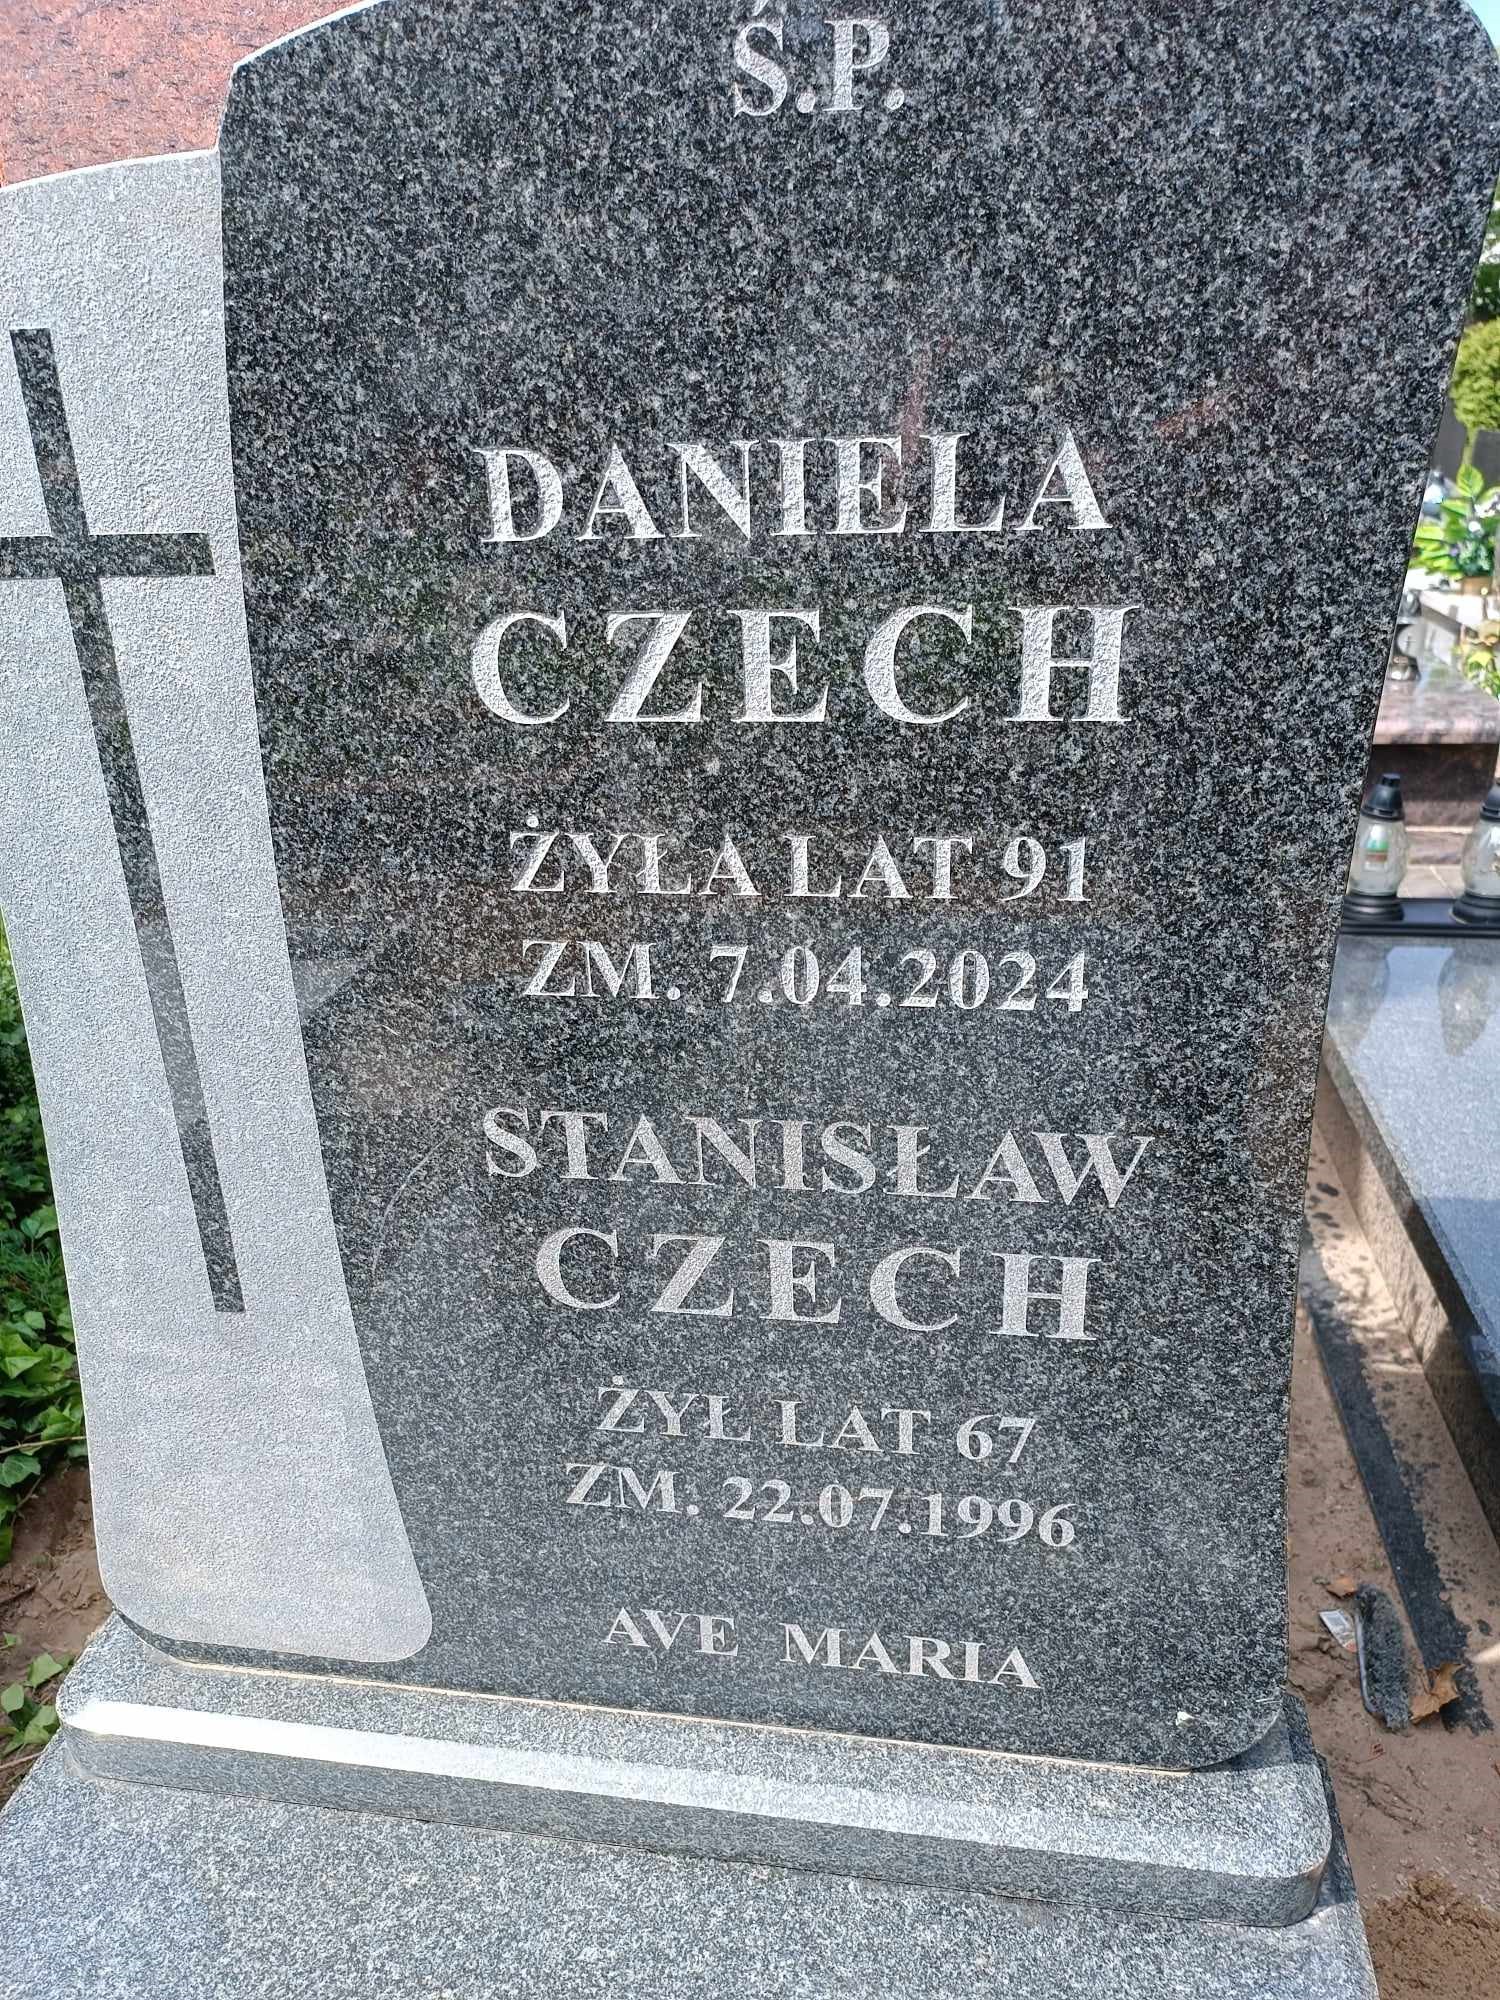 Ś.P.
DANIELA
CZECH
ŻYŁA LAT 91
ZM. 7.04.2024
STANISŁAW
CZECH
ŻYŁ LAT 67
ZM. 22.07.1996
AVE MARIA